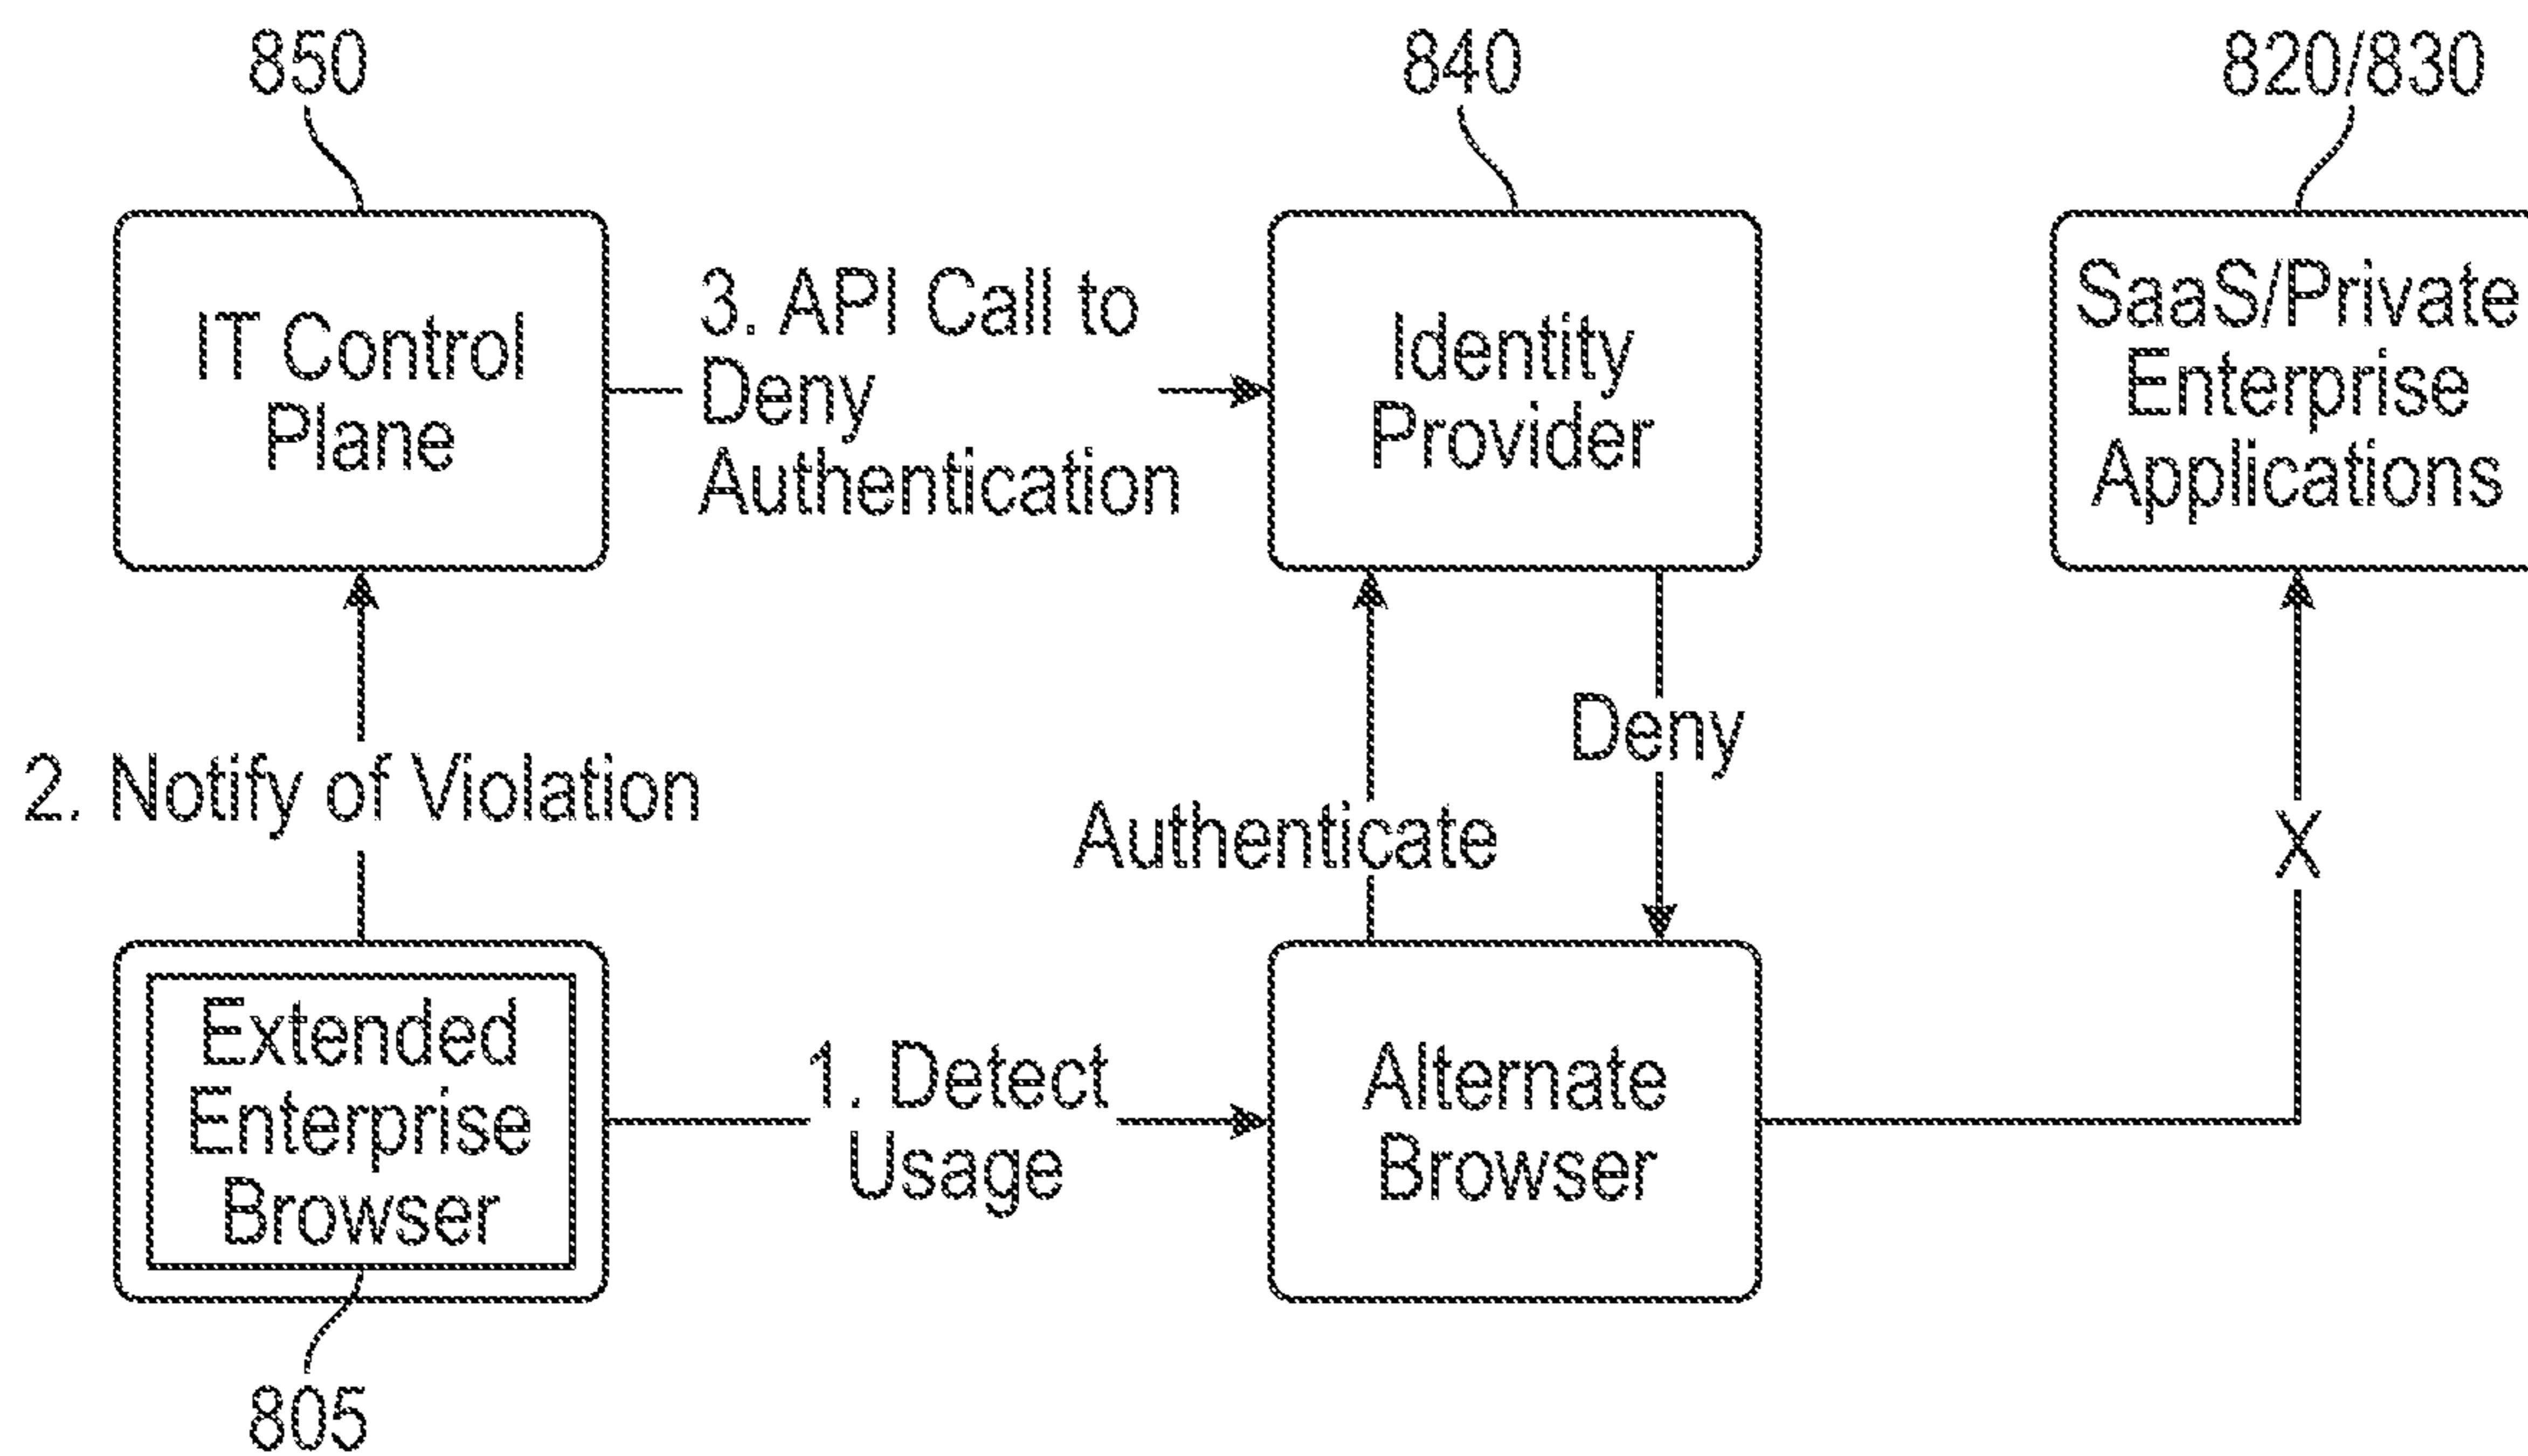 850
840
820/830
IT Control
Plane
3. API Call to
Deny
Authentication
Identity
Provider
SaaS/Private
Enterprise
Applications
2. Notify of Violation
Authenticate
Deny
X
Extended
Enterprise
Browser
1. Detect
Usage
Alternate
Browser
805